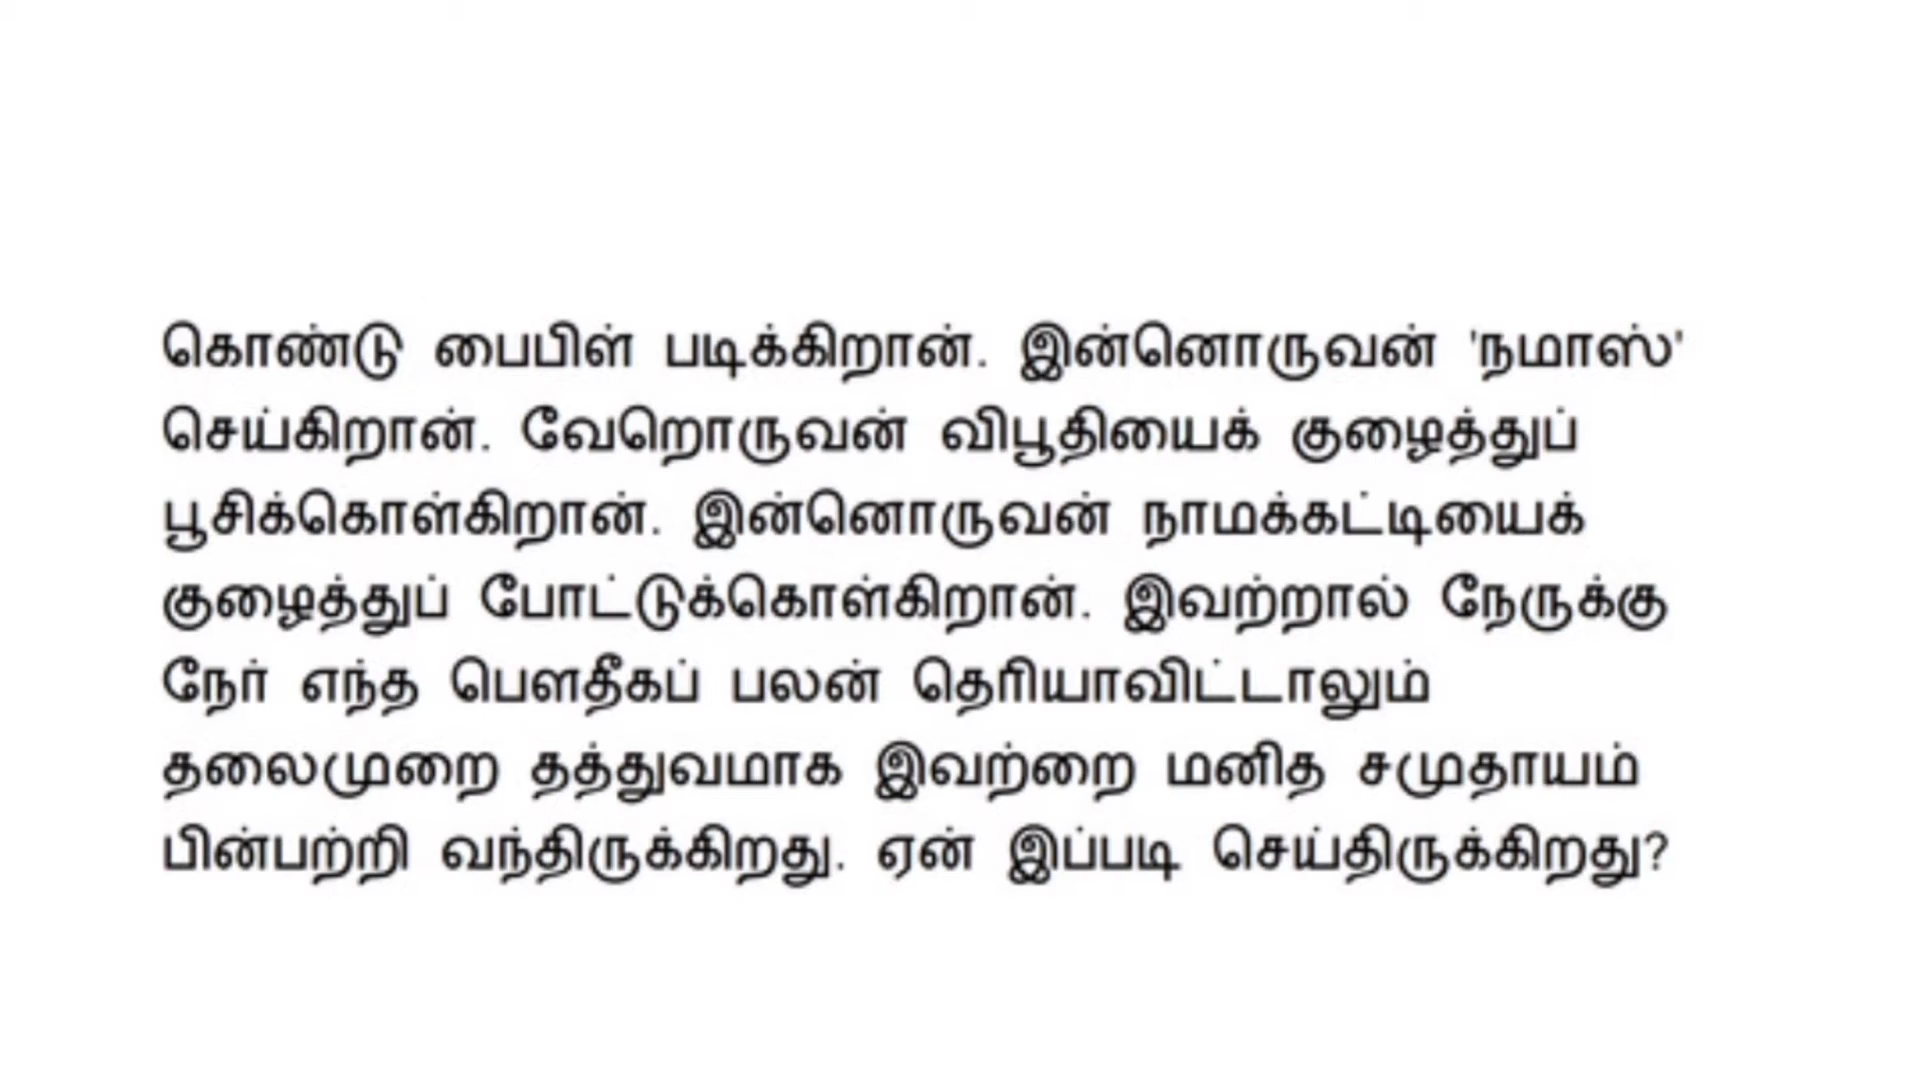 கொண்டு பைபிள் படிக்கிறான். இன்னொருவன் 'நமாஸ்'
செய்கிறான். வேறொருவன் விபூதியைக் குழைத்துப்
பூசிக்கொள்கிறான். இன்னொருவன் நாமக்கட்டியைக்
குழைத்துப் போட்டுக்கொள்கிறான். இவற்றால் நேருக்கு
நேர் எந்த பௌதீகப் பலன் தெரியாவிட்டாலும்
தலைமுறை தத்துவமாக இவற்றை மனித சமுதாயம்
பின்பற்றி வந்திருக்கிறது. ஏன் இப்படி செய்திருக்கிறது?